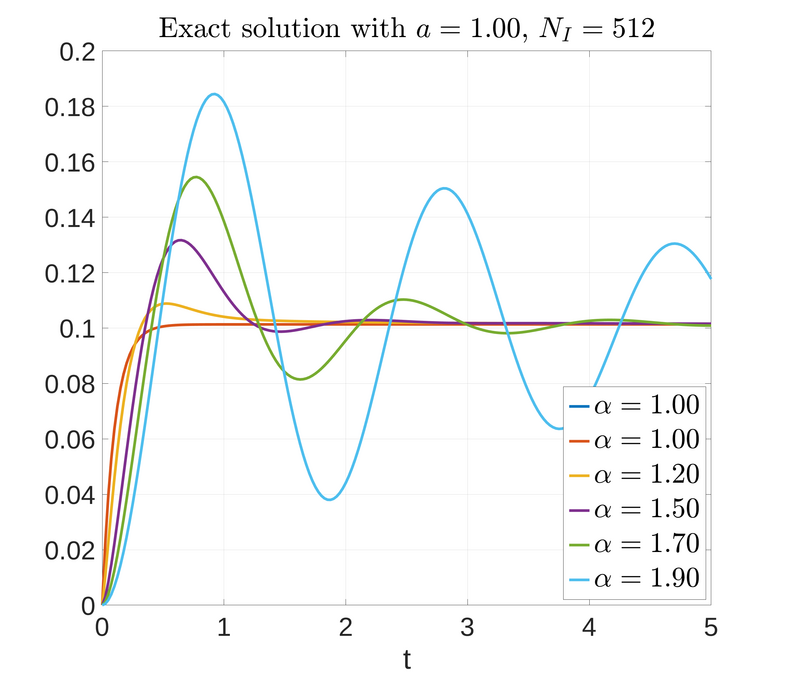 Exact solution with a = 1.00, N_I = 512
0.2
0.18
0.16
0.14
0.12
0.1
0.08
0.06
0.04
0.02
0
α = 1.00
α = 1.00
α = 1.20
α = 1.50
α = 1.70
α = 1.90
0 1 2 3 4 5
t